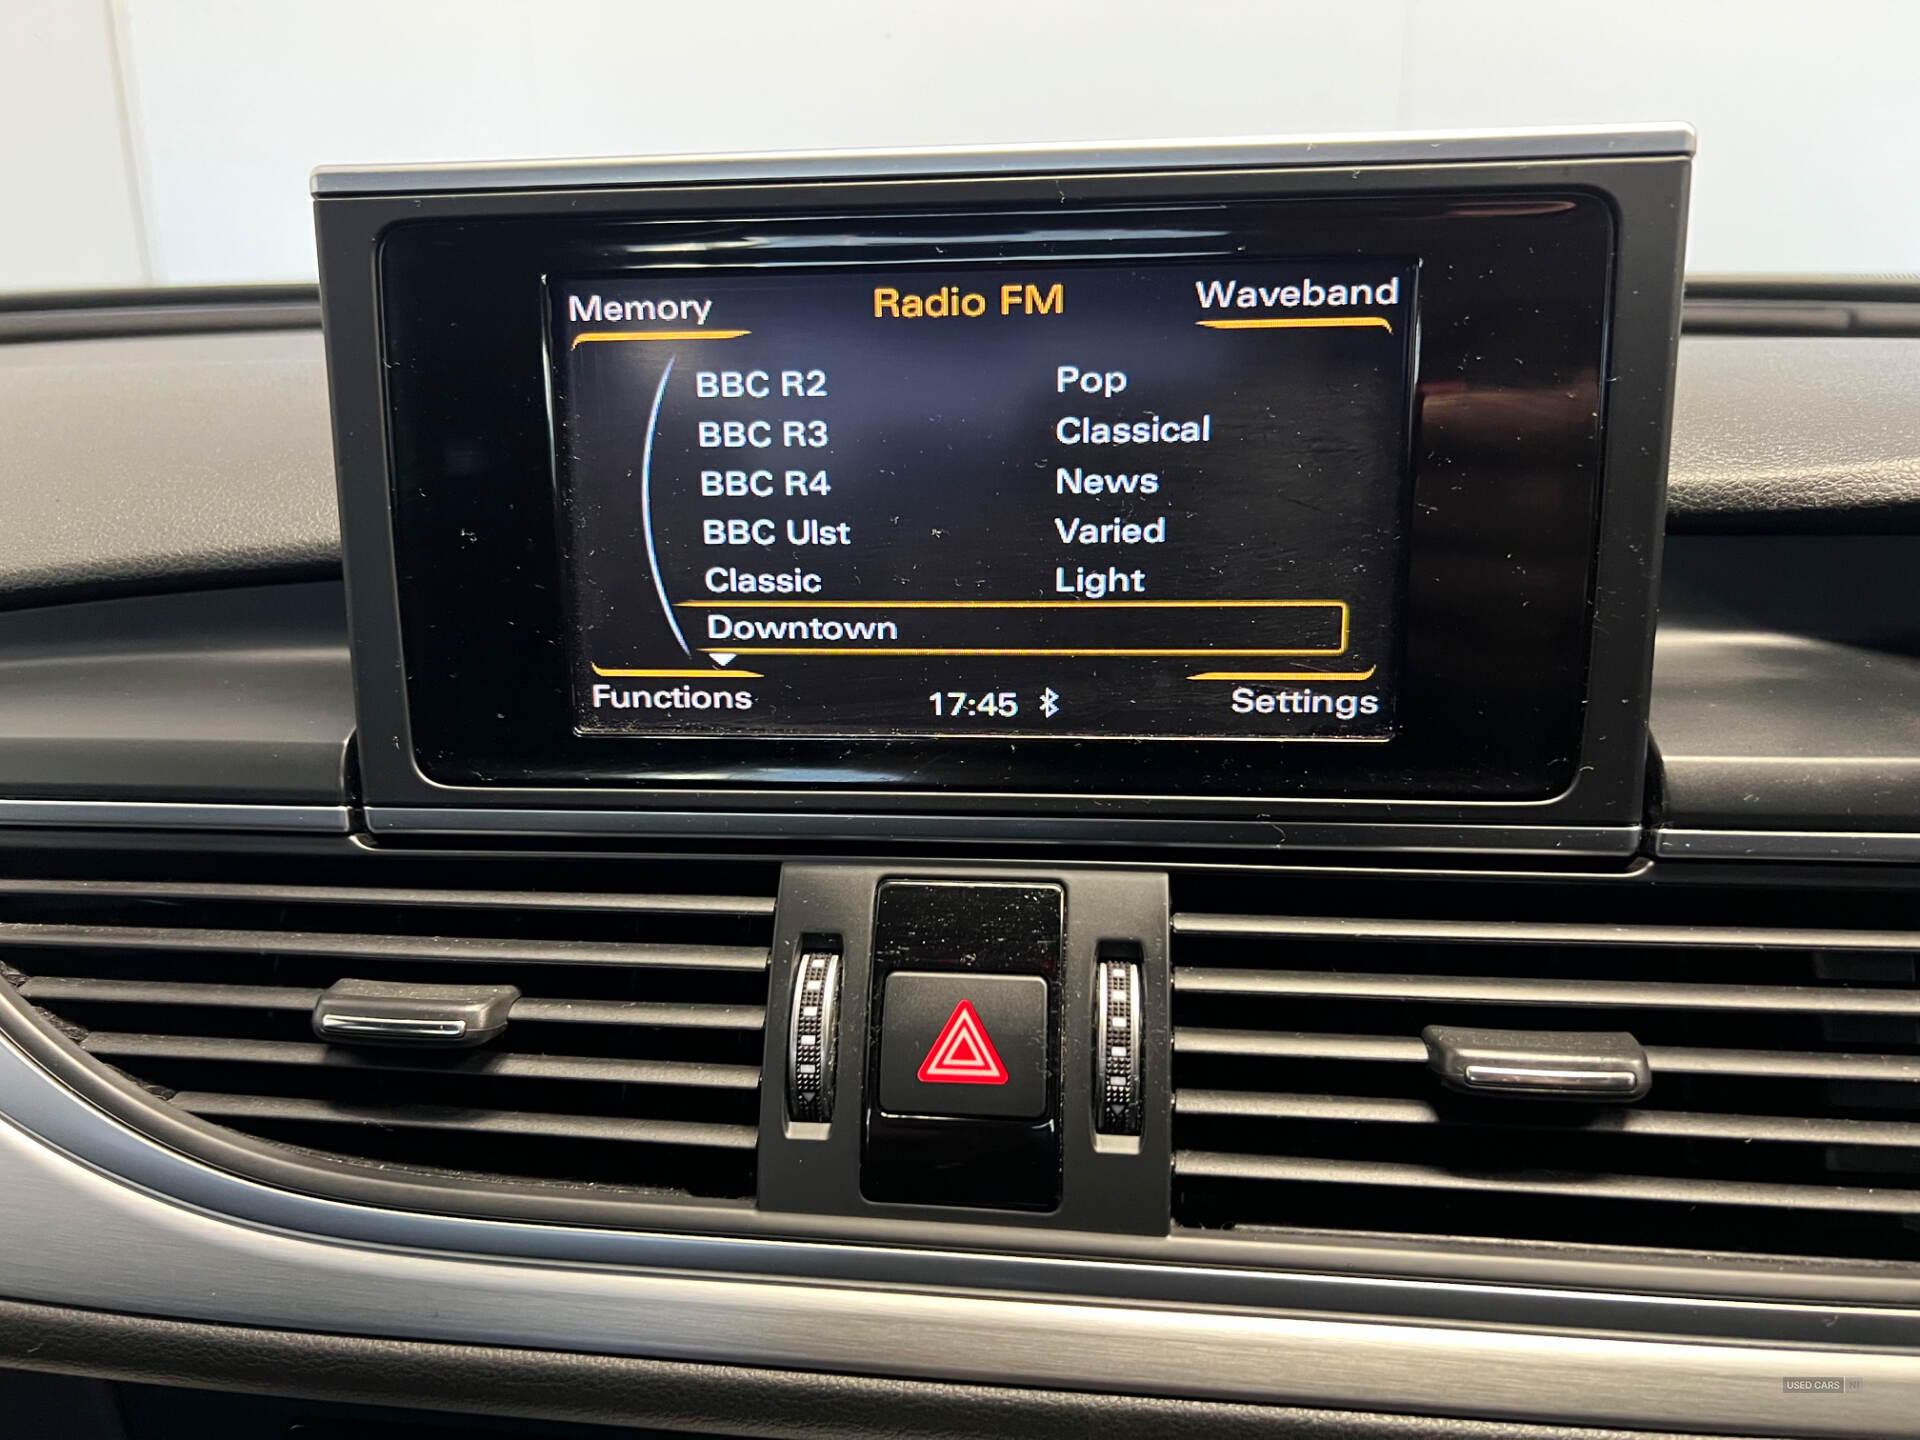 Memory Radio FM Waveband
BBC R2 Pop
BBC R3 Classical
BBC R4 News
BBC Ulst Varied
Classic Light
Downtown
Functions 17:45 Settings
USED CARS NI